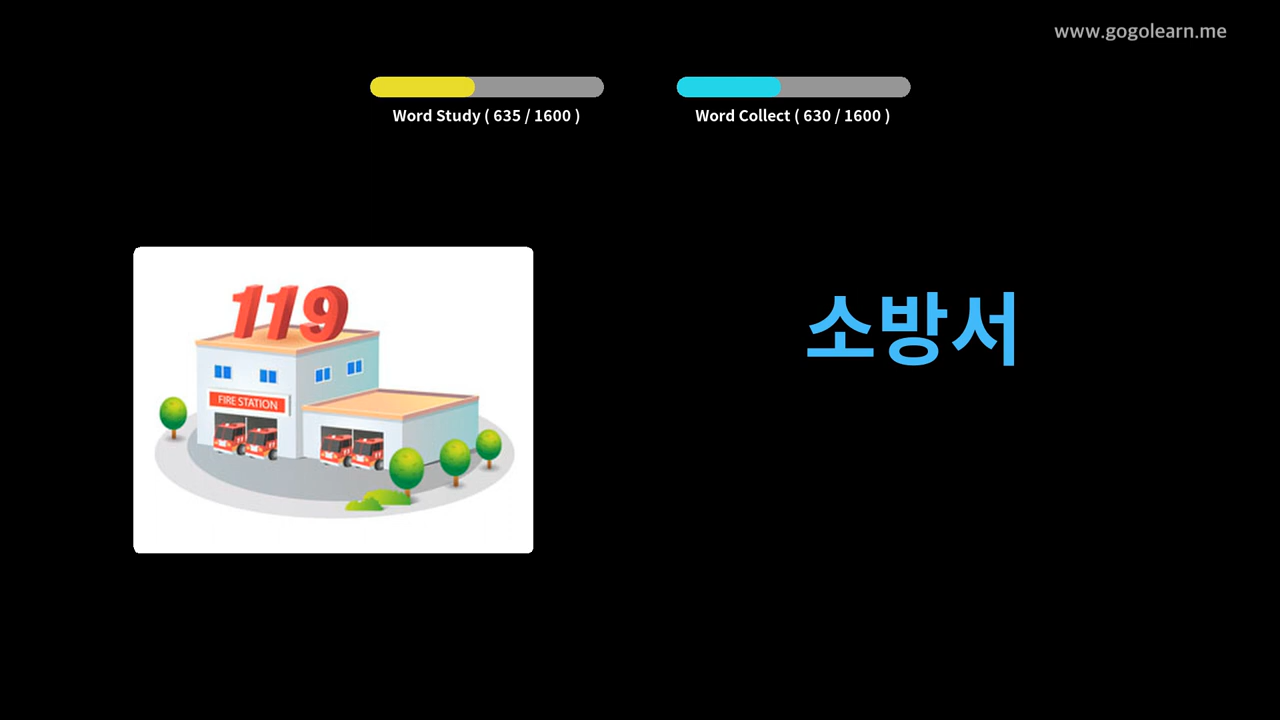 www.gogolearn.me
Word Study ( 635 / 1600 )
Word Collect ( 630 / 1600 )
119
FIRE STATION
소방서